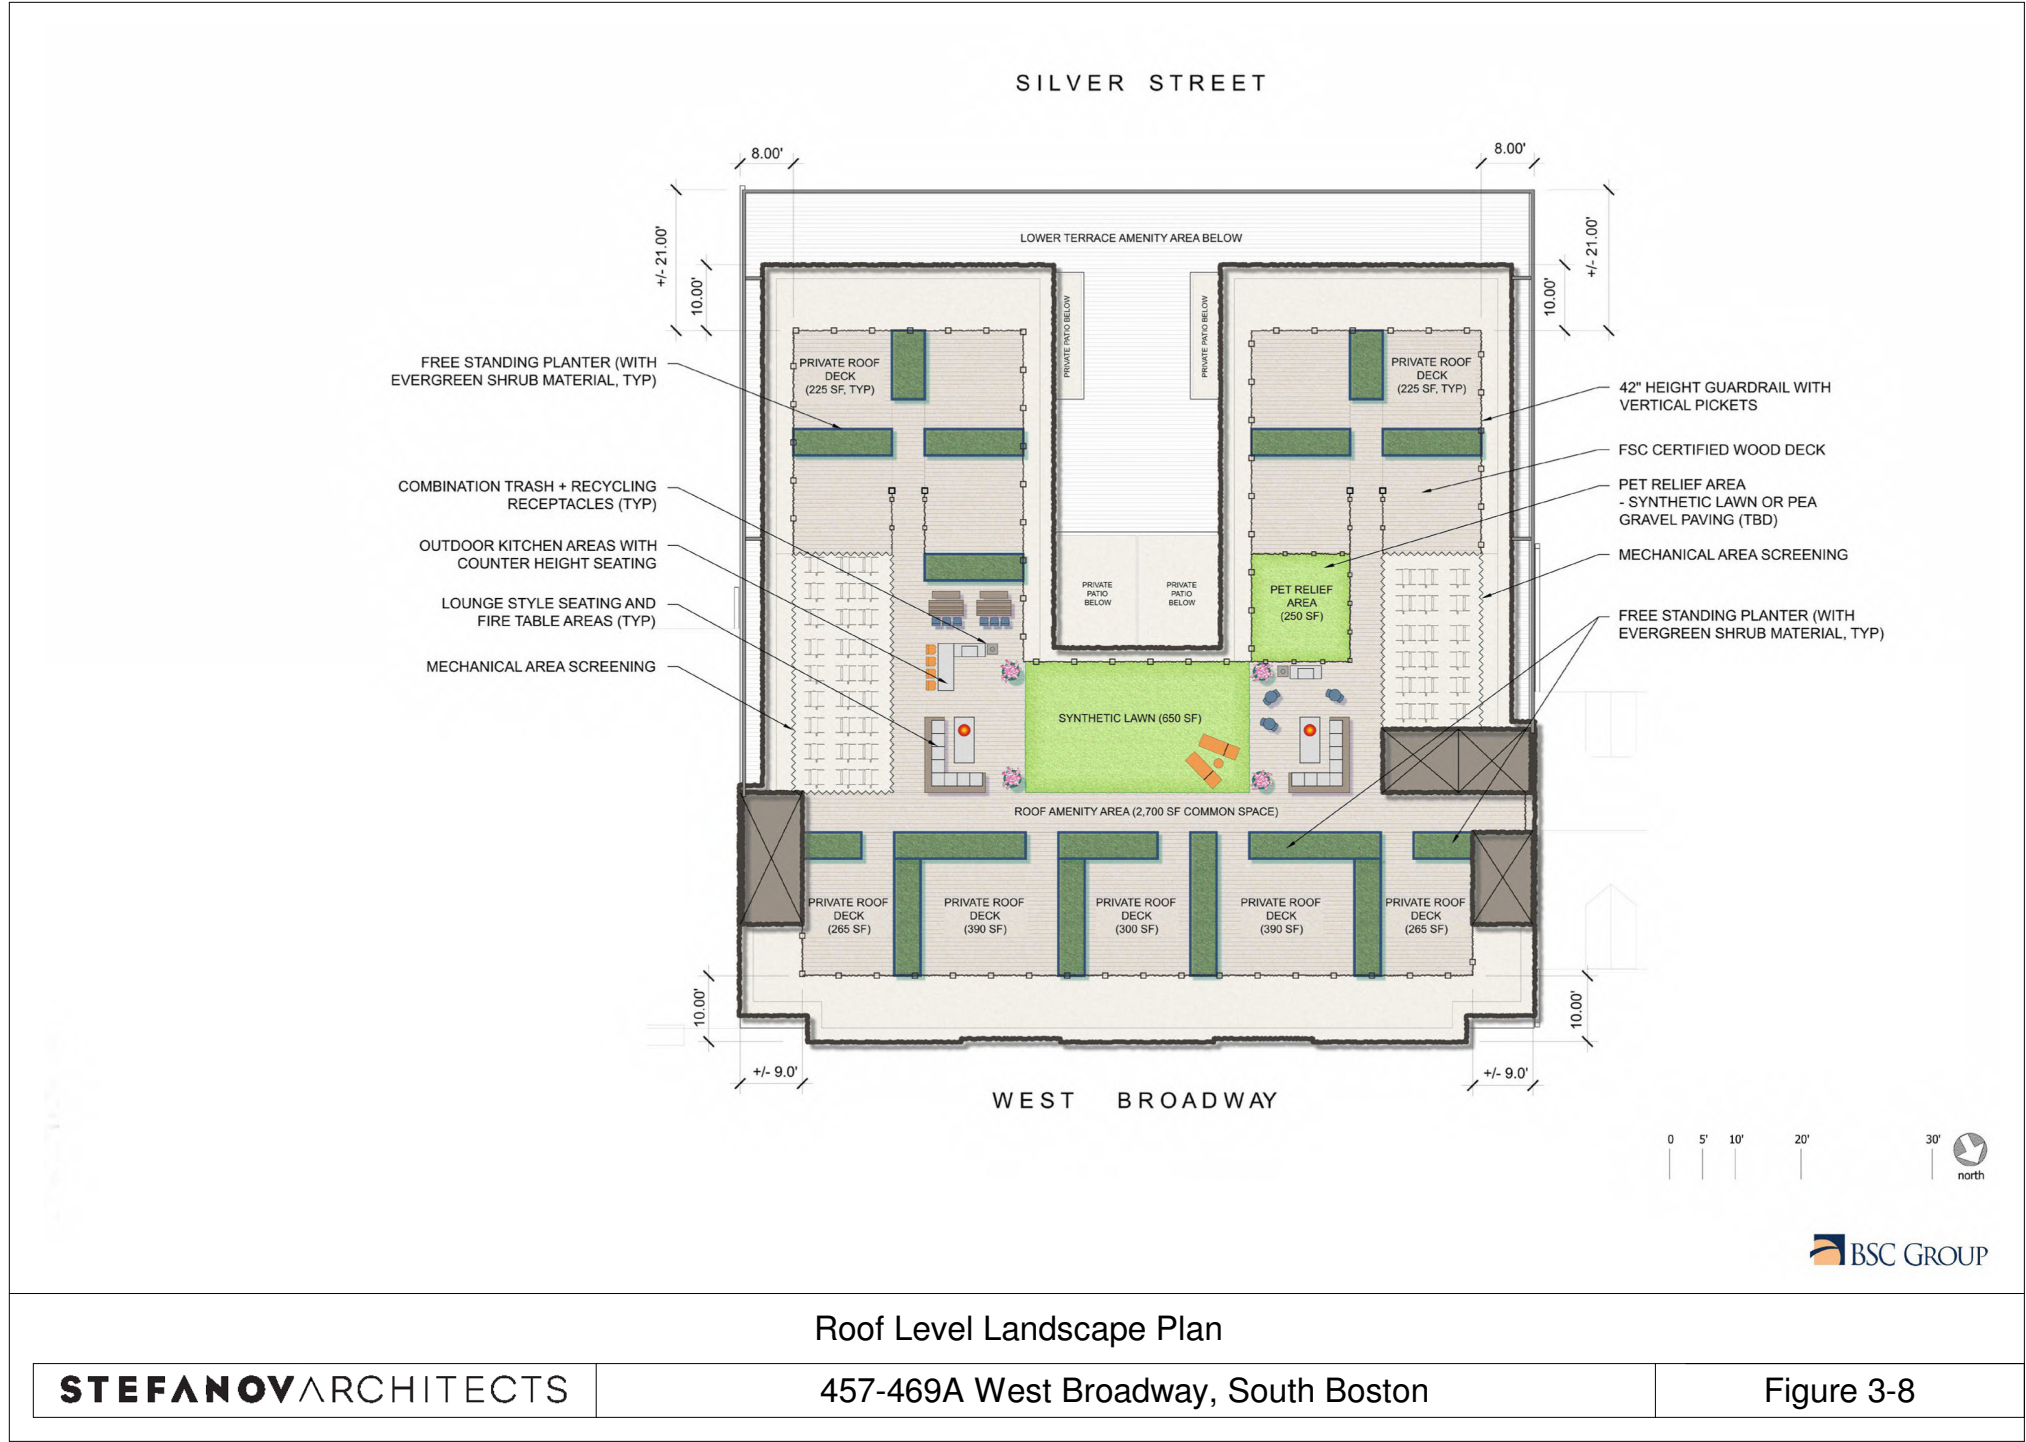 SILVER STREET
8.00'
8.00'
+/- 21.00'
10.00'
+/- 21.00'
10.00'
LOWER TERRACE AMENITY AREA BELOW
PRIVATE PATIO BELOW
PRIVATE PATIO BELOW
FREE STANDING PLANTER (WITH
EVERGREEN SHRUB MATERIAL, TYP)
COMBINATION TRASH + RECYCLING
RECEPTACLES (TYP)
OUTDOOR KITCHEN AREAS WITH
COUNTER HEIGHT SEATING
LOUNGE STYLE SEATING AND
FIRE TABLE AREAS (TYP)
MECHANICAL AREA SCREENING
PRIVATE ROOF
DECK
(225 SF, TYP)
PRIVATE ROOF
DECK
(225 SF, TYP)
42" HEIGHT GUARDRAIL WITH
VERTICAL PICKETS
FSC CERTIFIED WOOD DECK
PET RELIEF AREA
- SYNTHETIC LAWN OR PEA
GRAVEL PAVING (TBD)
MECHANICAL AREA SCREENING
FREE STANDING PLANTER (WITH
EVERGREEN SHRUB MATERIAL, TYP)
PRIVATE
PATIO
BELOW
PRIVATE
PATIO
BELOW
PET RELIEF
AREA
(250 SF)
SYNTHETIC LAWN (650 SF)
ROOF AMENITY AREA (2,700 SF COMMON SPACE)
PRIVATE ROOF
DECK
(265 SF)
PRIVATE ROOF
DECK
(390 SF)
PRIVATE ROOF
DECK
(300 SF)
PRIVATE ROOF
DECK
(390 SF)
PRIVATE ROOF
DECK
(265 SF)
10.00'
10.00'
+/- 9.0'
+/- 9.0'
WEST BROADWAY
0 5' 10' 20' 30'
north
BSC GROUP
Roof Level Landscape Plan
STEFANOVARCHITECTS
457-469A West Broadway, South Boston
Figure 3-8